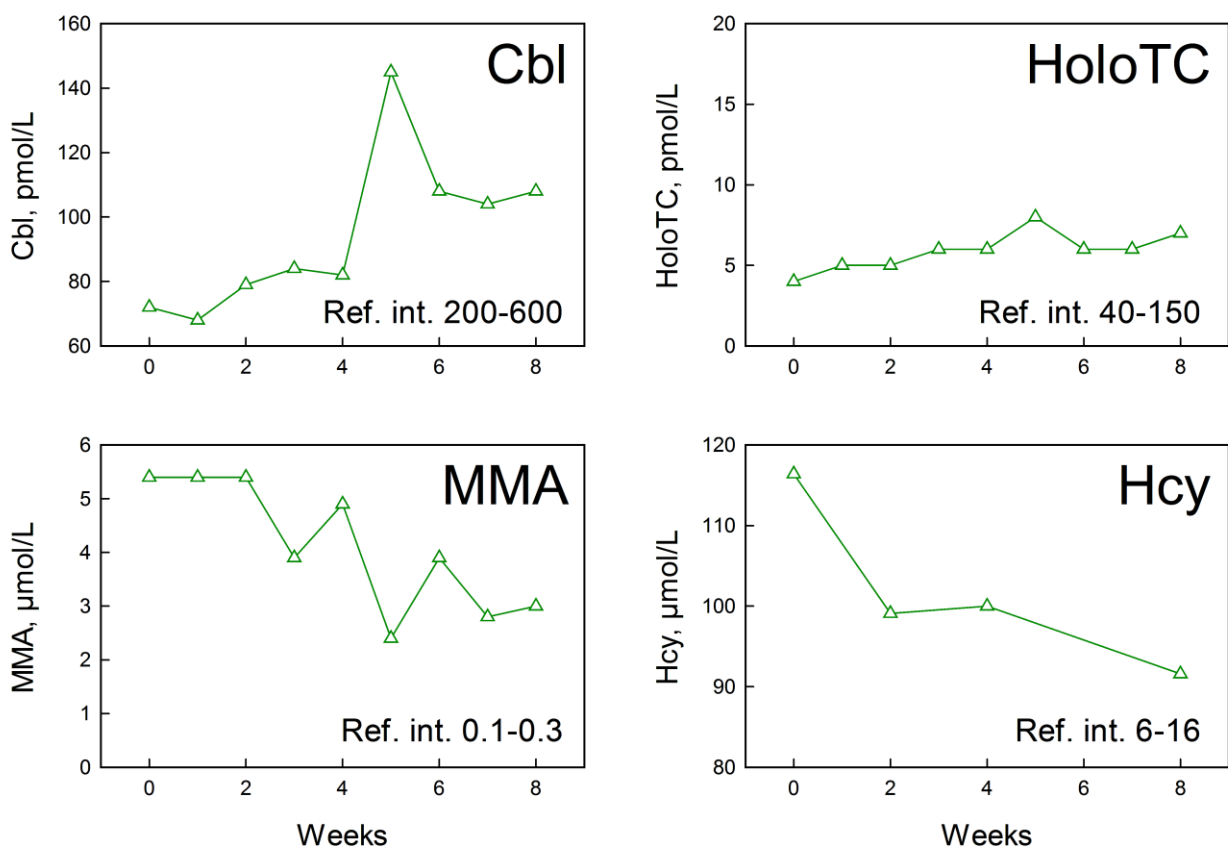 Cbl
Cbl, pmol/L
160
140
120
100
80
60
Ref. int. 200-600
0 2 4 6 8
HoloTC
HoloTC, pmol/L
20
15
10
5
0
Ref. int. 40-150
0 2 4 6 8
MMA
MMA, µmol/L
6
5
4
3
2
1
0
Ref. int. 0.1-0.3
0 2 4 6 8
Weeks
Hcy
Hcy, µmol/L
120
110
100
90
80
Ref. int. 6-16
0 2 4 6 8
Weeks